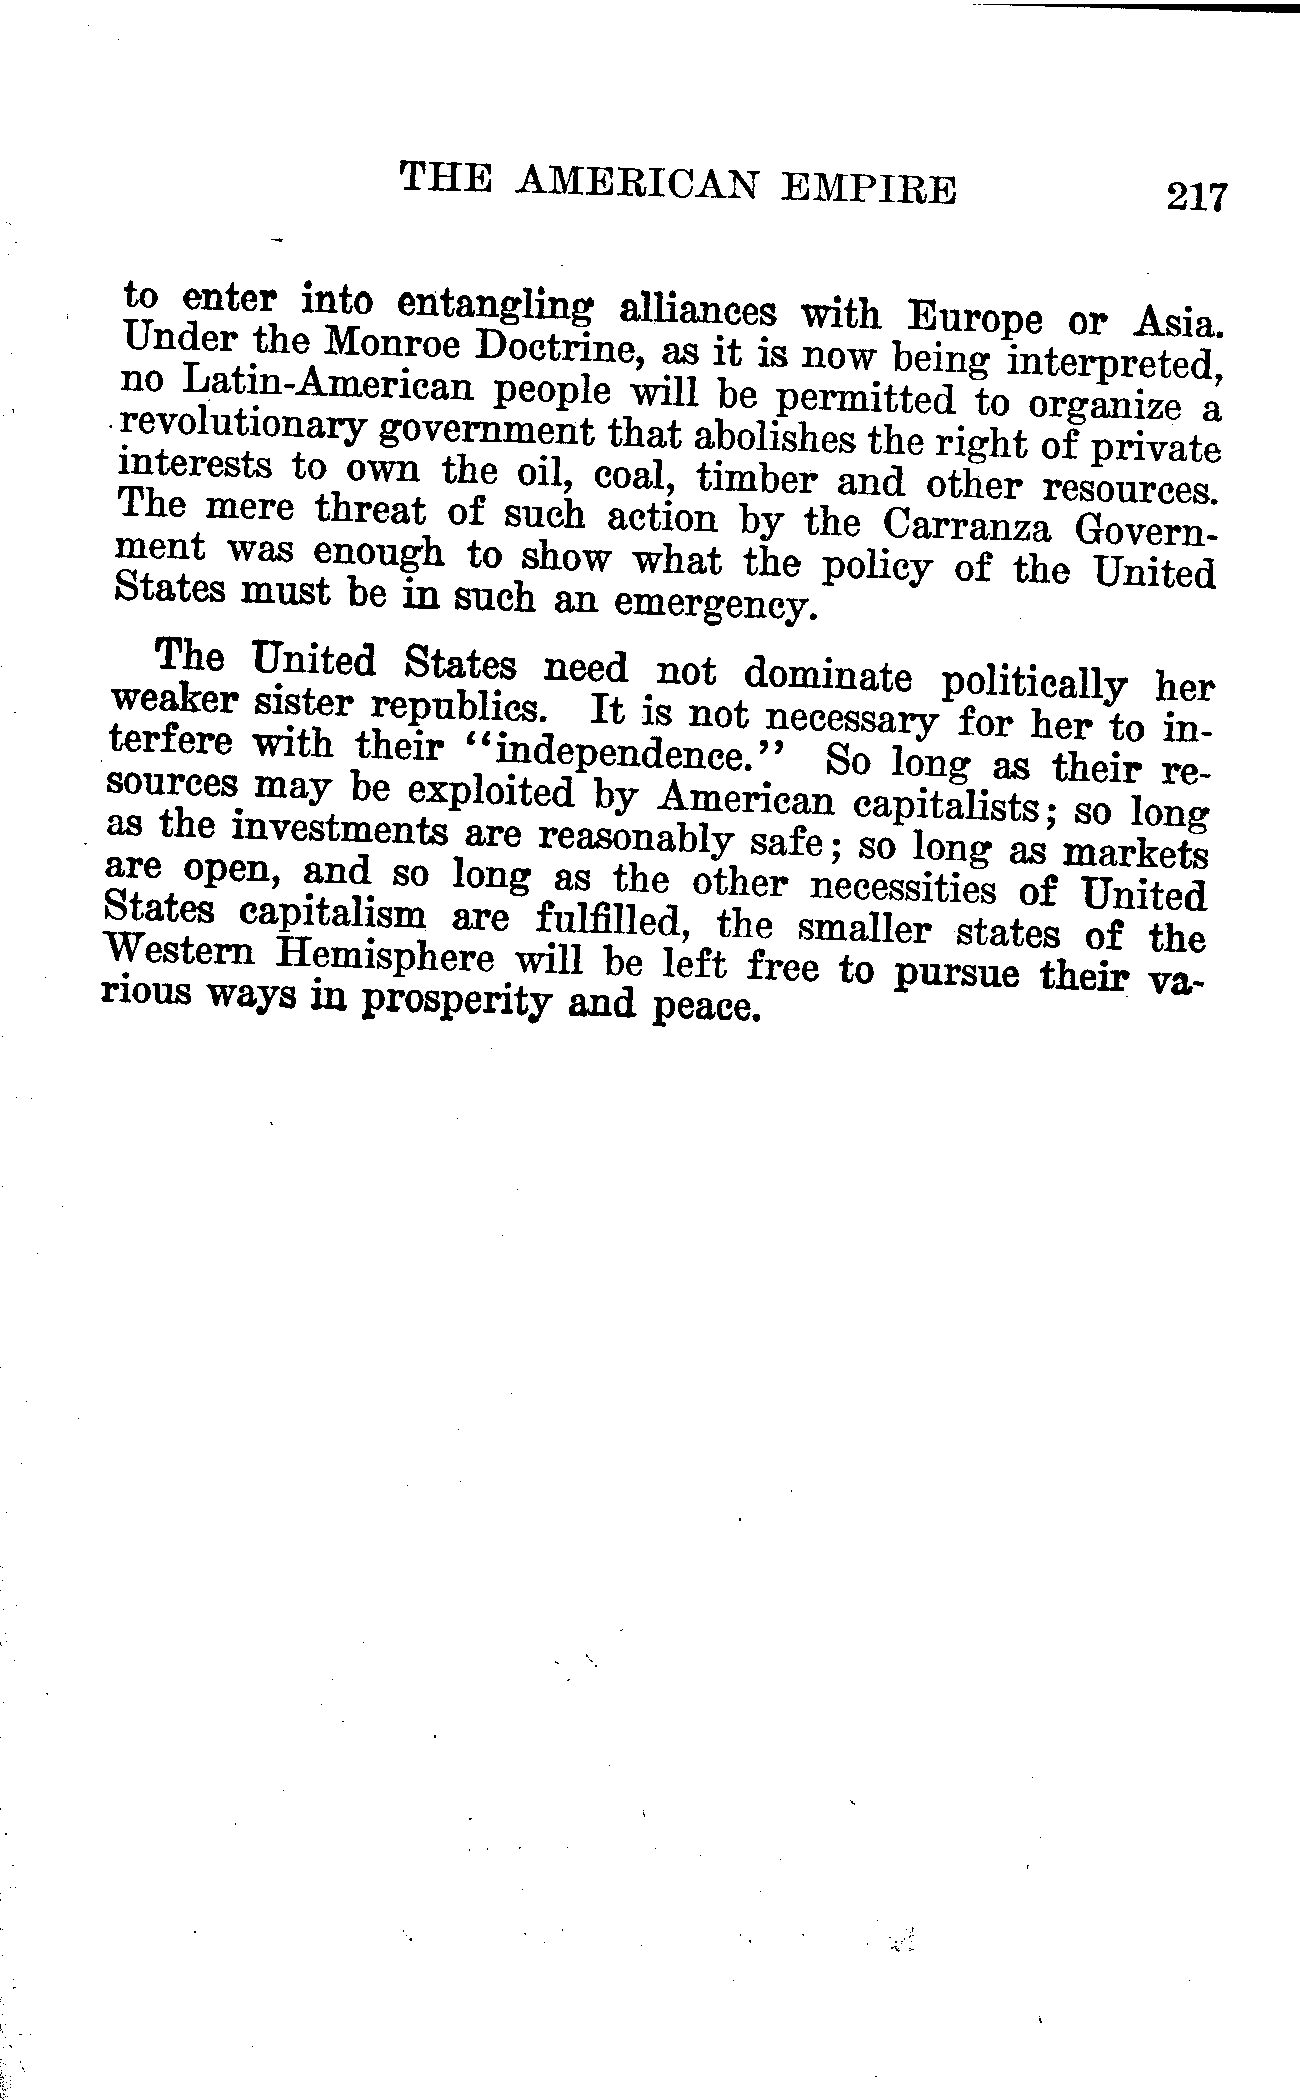 THE AMERICAN EMPIRE 217
to enter into entangling alliances with Europe or Asia.
Under the Monroe Doctrine, as it is now being interpreted,
no Latin-American people will be permitted to organize a
revolutionary government that abolishes the right of private
interests to own the oil, coal, timber and other resources.
The mere threat of such action by the Carranza Govern-
ment was enough to show what the policy of the United
States must be in such an emergency.
The United States need not dominate politically her
weaker sister republics. It is not necessary for her to in-
terfere with their “independence.” So long as their re-
sources may be exploited by American capitalists; so long
as the investments are reasonably safe; so long as markets
are open, and so long as the other necessities of United
States capitalism are fulfilled, the smaller states of the
Western Hemisphere will be left free to pursue their va-
rious ways in prosperity and peace.